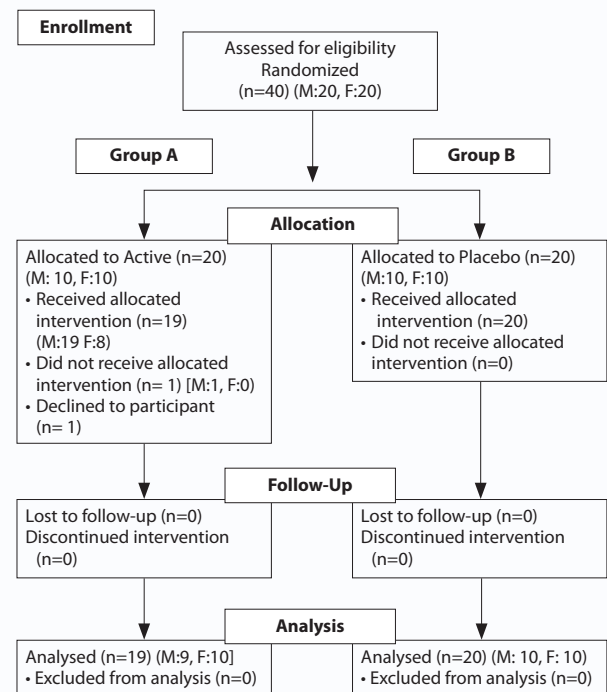 Enrollment
Assessed for eligibility
Randomized
(n=40) (M:20, F:20)
Group A
Group B
Allocation
Allocated to Active (n=20)
(M: 10, F:10)
• Received allocated
intervention (n=19)
(M:19 F:8)
• Did not receive allocated
intervention (n= 1) [M:1, F:0)
• Declined to participant
(n= 1)
Allocated to Placebo (n=20)
(M:10, F:10)
• Received allocated
intervention (n=20)
• Did not receive allocated
intervention (n=0)
Follow-Up
Lost to follow-up (n=0)
Discontinued intervention
(n=0)
Lost to follow-up (n=0)
Discontinued intervention
(n=0)
Analysis
Analysed (n=19) (M:9, F:10]
• Excluded from analysis (n=0)
Analysed (n=20) (M: 10, F: 10)
• Excluded from analysis (n=0)